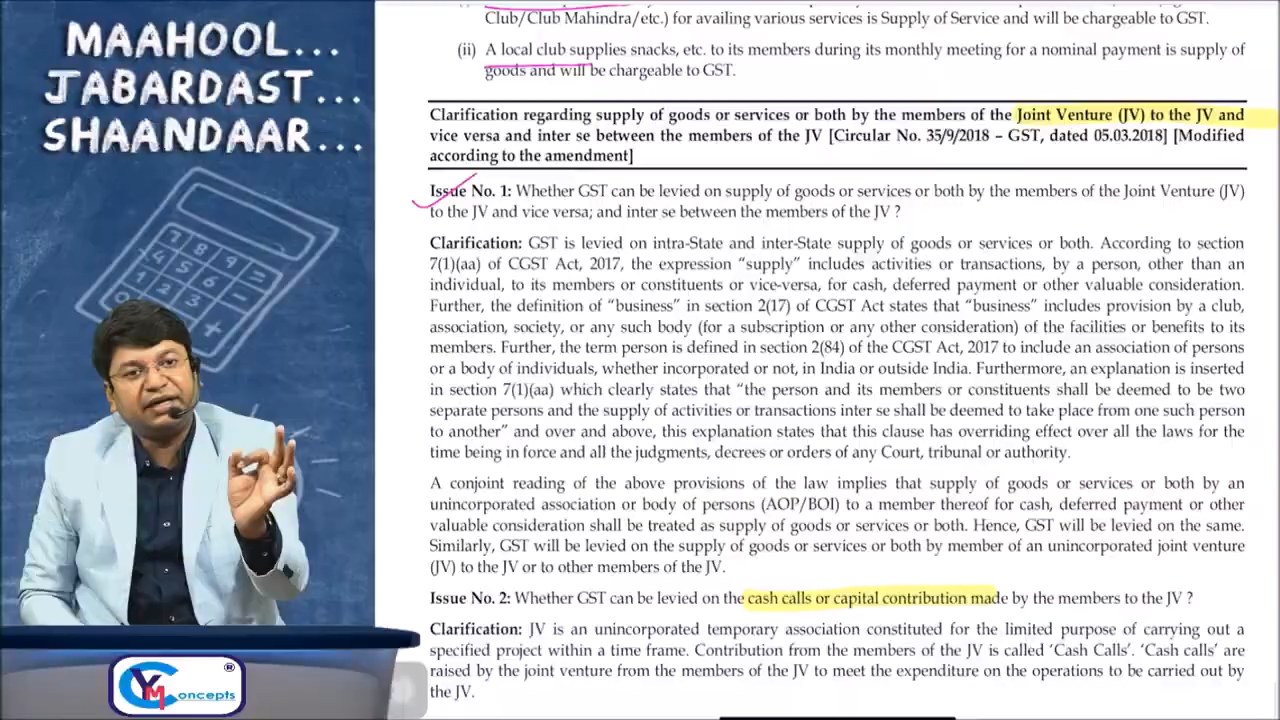 MAAHOOL...
JABARDAST...
SHAANDAAR...
Club/Club Mahindra/etc.) for availing various services is Supply of Service and will be chargeable to GST.
(ii) A local club supplies snacks, etc. to its members during its monthly meeting for a nominal payment is supply of
goods and will be chargeable to GST.
Clarification regarding supply of goods or services or both by the members of the Joint Venture (JV) to the JV and
vice versa and inter se between the members of the JV [Circular No. 35/9/2018 – GST, dated 05.03.2018] [Modified
according to the amendment]
Issue No. 1: Whether GST can be levied on supply of goods or services or both by the members of the Joint Venture (JV)
to the JV and vice versa; and inter se between the members of the JV ?
Clarification: GST is levied on intra-State and inter-State supply of goods or services or both. According to section
7(1)(aa) of CGST Act, 2017, the expression “supply” includes activities or transactions, by a person, other than an
individual, to its members or constituents or vice-versa, for cash, deferred payment or other valuable consideration.
Further, the definition of “business” in section 2(17) of CGST Act states that “business” includes provision by a club,
association, society, or any such body (for a subscription or any other consideration) of the facilities or benefits to its
members. Further, the term person is defined in section 2(84) of the CGST Act, 2017 to include an association of persons
or a body of individuals, whether incorporated or not, in India or outside India. Furthermore, an explanation is inserted
in section 7(1)(aa) which clearly states that “the person and its members or constituents shall be deemed to be two
separate persons and the supply of activities or transactions inter se shall be deemed to take place from one such person
to another” and over and above, this explanation states that this clause has overriding effect over all the laws for the
time being in force and all the judgments, decrees or orders of any Court, tribunal or authority.
A conjoint reading of the above provisions of the law implies that supply of goods or services or both by an
unincorporated association or body of persons (AOP/BOI) to a member thereof for cash, deferred payment or other
valuable consideration shall be treated as supply of goods or services or both. Hence, GST will be levied on the same.
Similarly, GST will be levied on the supply of goods or services or both by member of an unincorporated joint venture
(JV) to the JV or to other members of the JV.
Issue No. 2: Whether GST can be levied on the cash calls or capital contribution made by the members to the JV ?
Clarification: JV is an unincorporated temporary association constituted for the limited purpose of carrying out a
specified project within a time frame. Contribution from the members of the JV is called ‘Cash Calls’. ‘Cash calls’ are
raised by the joint venture from the members of the JV to meet the expenditure on the operations to be carried out by
the JV.
7 8 9 =
4 5 6 -
1 2 3 +
CYM oncepts ®